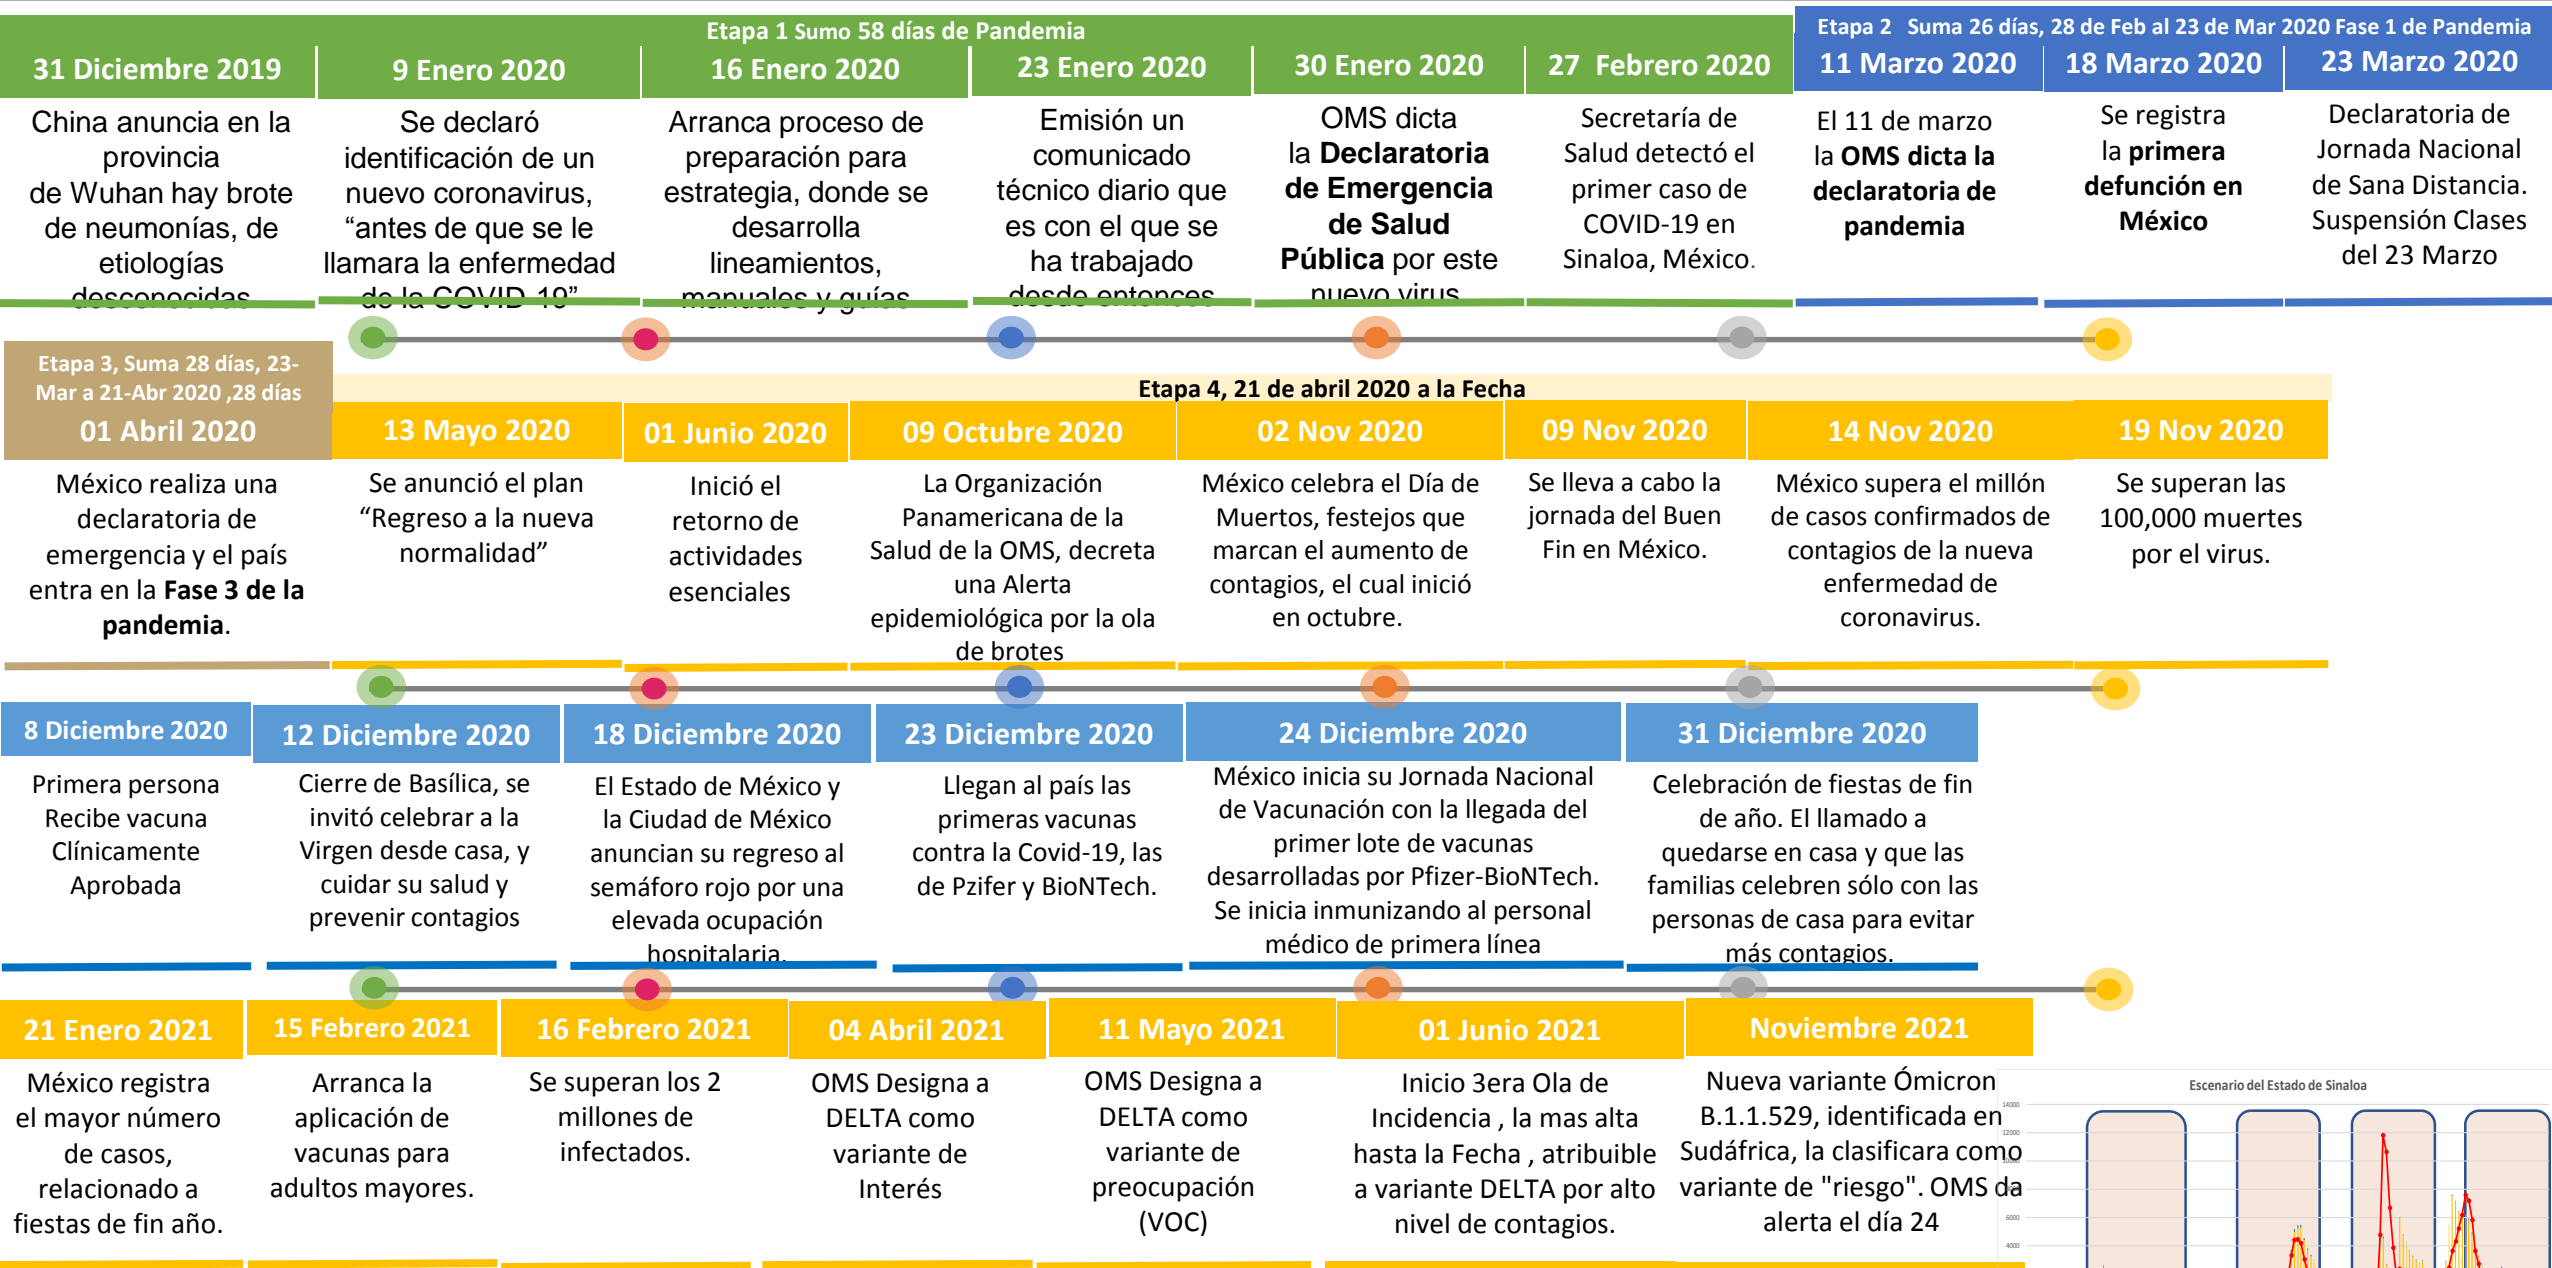 Etapa 1 Sumo 58 días de Pandemia
Etapa 2 Suma 26 días, 28 de Feb al 23 de Mar 2020 Fase 1 de Pandemia
31 Diciembre 2019
China anuncia en la
provincia
de Wuhan hay brote
de neumonías, de
etiologías
desconocidas
9 Enero 2020
Se declaró
identificación de un
nuevo coronavirus,
“antes de que se le
llamara la enfermedad
de la COVID-19”
16 Enero 2020
Arranca proceso de
preparación para
estrategia, donde se
desarrolla
lineamientos,
manuales y guías
23 Enero 2020
Emisión un
comunicado
técnico diario que
es con el que se
ha trabajado
desde entonces
30 Enero 2020
OMS dicta
la Declaratoria
de Emergencia
de Salud
Pública por este
nuevo virus
27 Febrero 2020
Secretaría de
Salud detectó el
primer caso de
COVID-19 en
Sinaloa, México.
11 Marzo 2020
El 11 de marzo
la OMS dicta la
declaratoria de
pandemia
18 Marzo 2020
Se registra
la primera
defunción en
México
23 Marzo 2020
Declaratoria de
Jornada Nacional
de Sana Distancia.
Suspensión Clases
del 23 Marzo
Etapa 3, Suma 28 días, 23-
Mar a 21-Abr 2020 ,28 días
Etapa 4, 21 de abril 2020 a la Fecha
01 Abril 2020
México realiza una
declaratoria de
emergencia y el país
entra en la Fase 3 de la
pandemia.
13 Mayo 2020
Se anunció el plan
“Regreso a la nueva
normalidad”
01 Junio 2020
Inició el
retorno de
actividades
esenciales
09 Octubre 2020
La Organización
Panamericana de la
Salud de la OMS, decreta
una Alerta
epidemiológica por la ola
de brotes
02 Nov 2020
México celebra el Día de
Muertos, festejos que
marcan el aumento de
contagios, el cual inició
en octubre.
09 Nov 2020
Se lleva a cabo la
jornada del Buen
Fin en México.
14 Nov 2020
México supera el millón
de casos confirmados de
contagios de la nueva
enfermedad de
coronavirus.
19 Nov 2020
Se superan las
100,000 muertes
por el virus.
8 Diciembre 2020
Primera persona
Recibe vacuna
Clínicamente
Aprobada
12 Diciembre 2020
Cierre de Basílica, se
invitó celebrar a la
Virgen desde casa, y
cuidar su salud y
prevenir contagios
18 Diciembre 2020
El Estado de México y
la Ciudad de México
anuncian su regreso al
semáforo rojo por una
elevada ocupación
hospitalaria.
23 Diciembre 2020
Llegan al país las
primeras vacunas
contra la Covid-19, las
de Pzifer y BioNTech.
24 Diciembre 2020
México inicia su Jornada Nacional
de Vacunación con la llegada del
primer lote de vacunas
desarrolladas por Pfizer-BioNTech.
Se inicia inmunizando al personal
médico de primera línea
31 Diciembre 2020
Celebración de fiestas de fin
de año. El llamado a
quedarse en casa y que las
familias celebren sólo con las
personas de casa para evitar
más contagios.
21 Enero 2021
México registra
el mayor número
de casos,
relacionado a
fiestas de fin año.
15 Febrero 2021
Arranca la
aplicación de
vacunas para
adultos mayores.
16 Febrero 2021
Se superan los 2
millones de
infectados.
04 Abril 2021
OMS Designa a
DELTA como
variante de
Interés
11 Mayo 2021
OMS Designa a
DELTA como
variante de
preocupación
(VOC)
01 Junio 2021
Inicio 3era Ola de
Incidencia , la mas alta
hasta la Fecha , atribuible
a variante DELTA por alto
nivel de contagios.
Noviembre 2021
Nueva variante Ómicron
B.1.1.529, identificada en
Sudáfrica, la clasificara como
variante de "riesgo". OMS da
alerta el día 24
Escenario del Estado de Sinaloa
14000
12000
6000
4000